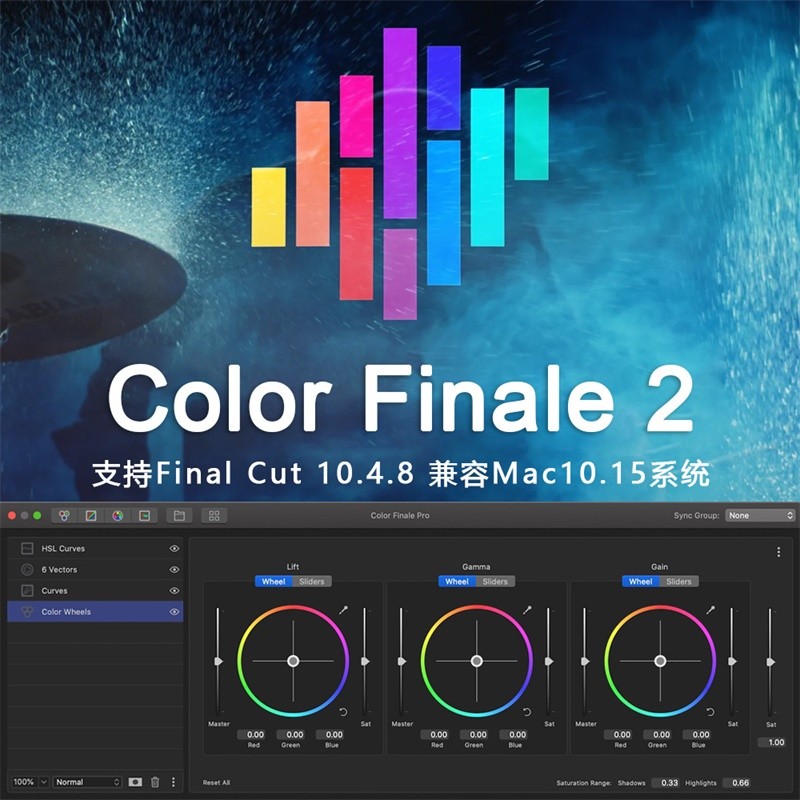 Color Finale 2
支持Final Cut 10.4.8 兼容Mac10.15系统
Color Finale Pro
Sync Group: None
HSL Curves
6 Vectors
Curves
Color Wheels
Lift Gamma Gain
Wheel Sliders Wheel Sliders Wheel Sliders
Master Sat Master Sat Master Sat Sat
0.00 0.00 0.00 0.00 0.00 0.00 0.00 0.00 0.00 1.00
Red Green Blue Red Green Blue Red Green Blue
100% Normal
Reset All
Saturation Range: Shadows 0.33 Highlights 0.66